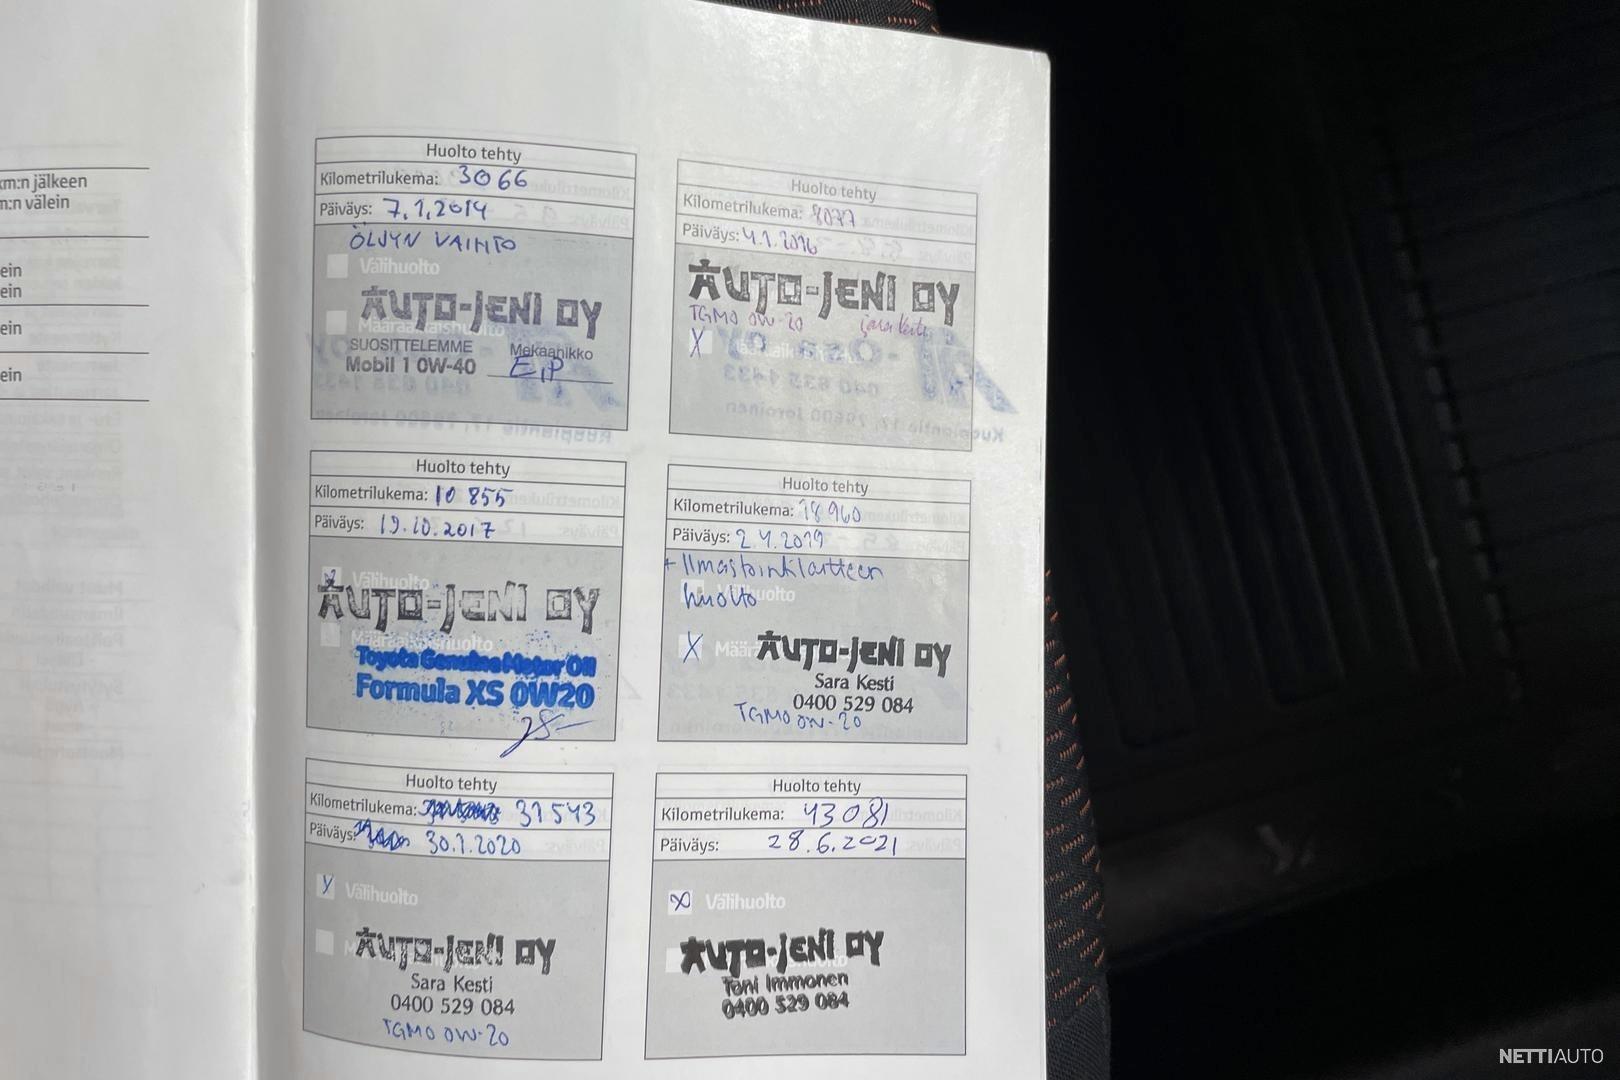 km:n jälkeen
m:n välein
ein
ein
ein
ein
Huolto tehty
Kilometrilukema: 3066
Päiväys: 7.1.2014
ÖLJYN VAIHTO
Välihuolto
AUTO-JENI OY
Määräaikaishuolto
SUOSITTELEMME
Mobil 1 0W-40
Mekaanikko
E.P
Huolto tehty
Kilometrilukema: 8077
Päiväys: 4.1.2016
AUTO-JENI OY
TGMO 0W-20
X
Huolto tehty
Kilometrilukema: 10 855
Päiväys: 19.10.2017
Välihuolto
AUTO-JENI OY
Määräaikaishuolto
Toyota Genuine Motor Oil
Formula XS 0W20
Huolto tehty
Kilometrilukema: 18 960
Päiväys: 2.4.2019
+ Ilmastointilaitteen
huolto
X
AUTO-JENI OY
Sara Kesti
0400 529 084
TGMO 0W-20
Huolto tehty
Kilometrilukema: 31 543
Päiväys: 30.1.2020
Välihuolto
AUTO-JENI OY
Sara Kesti
0400 529 084
TGMO 0W-20
Huolto tehty
Kilometrilukema: 43 081
Päiväys: 28.6.2021
Välihuolto
AUTO-JENI OY
Toni Immonen
0400 529 084
NETTIAUTO